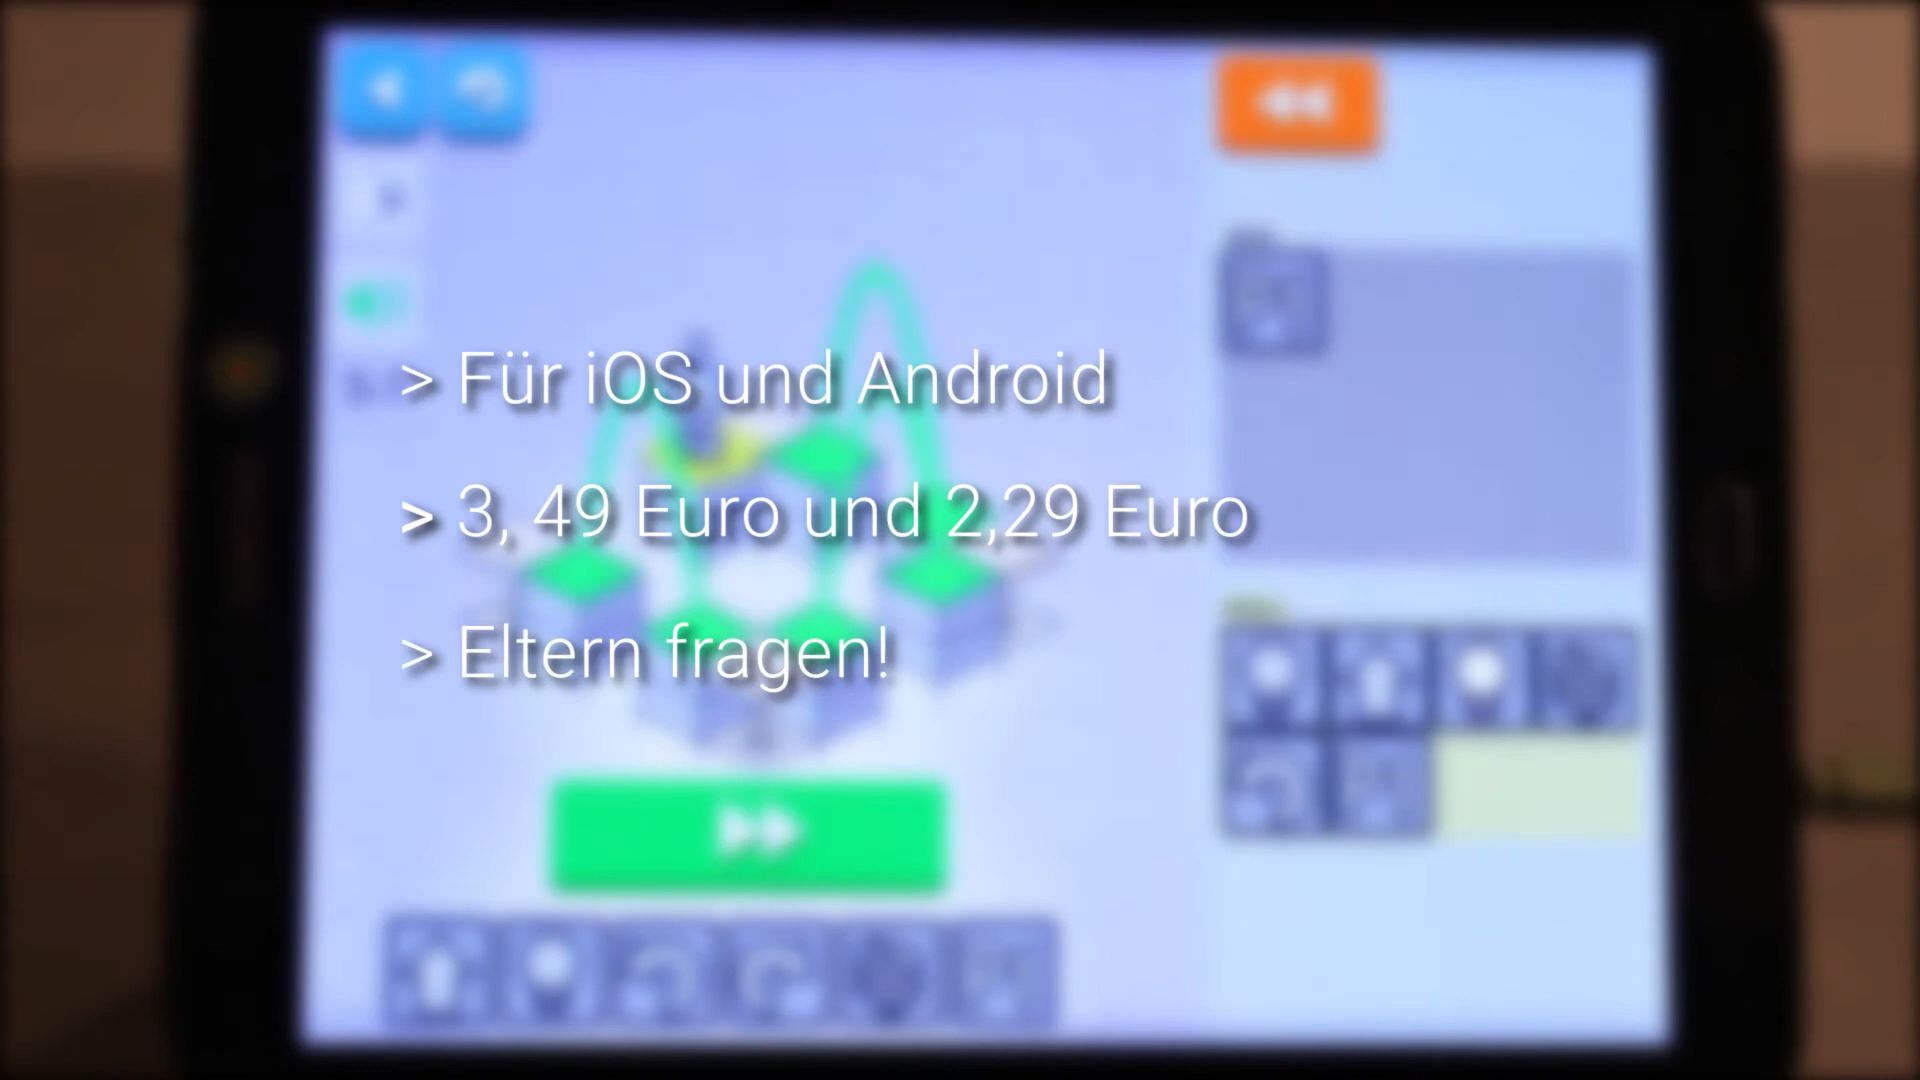 > Für iOS und Android
> 3, 49 Euro und 2,29 Euro
> Eltern fragen!